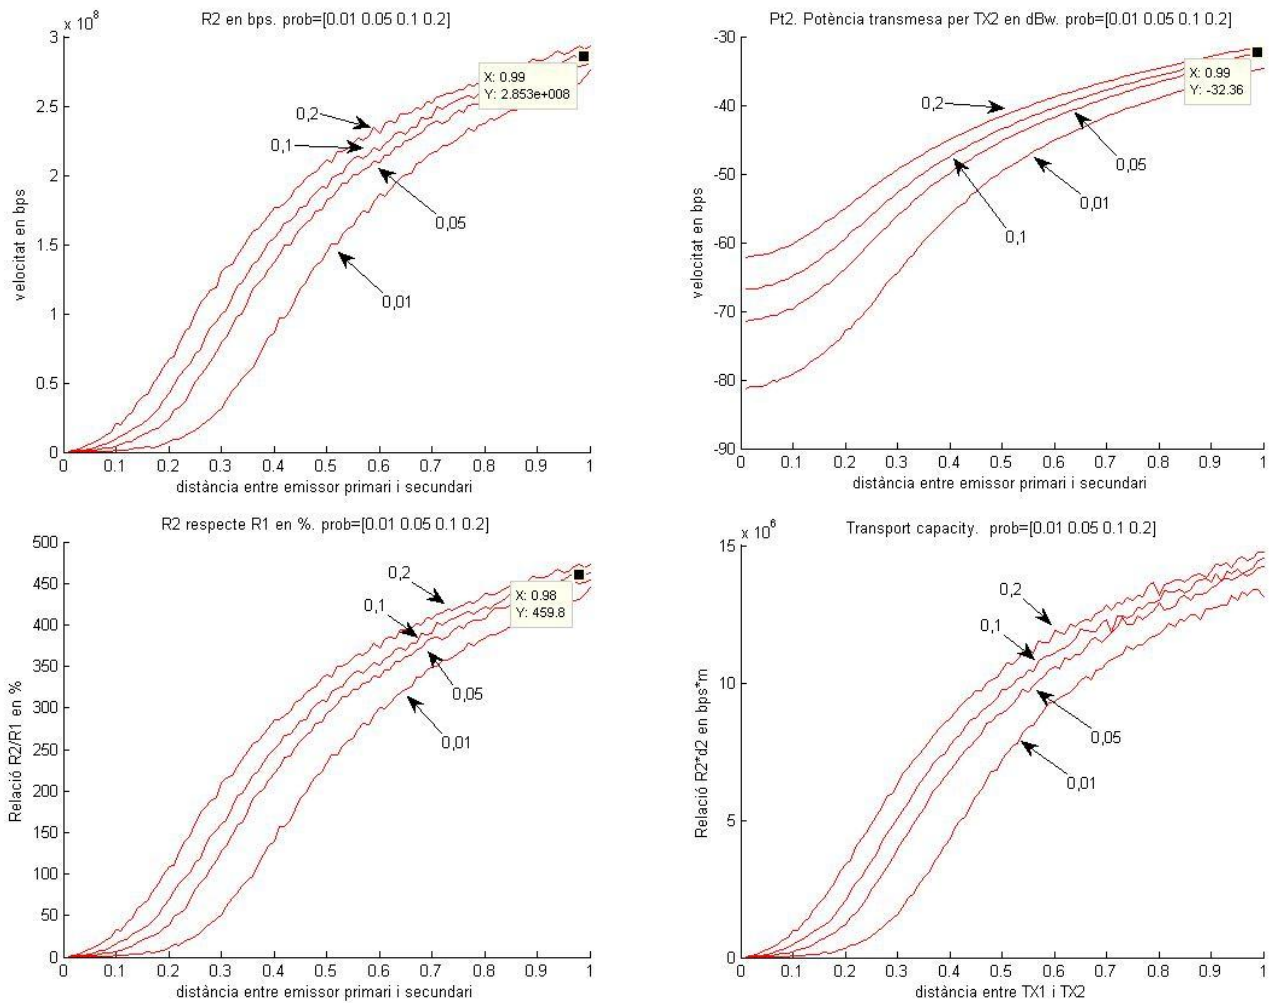 R2 en bps. prob=[0.01 0.05 0.1 0.2]
x 10^8
3
2.5
2
1.5
1
0.5
0
velocitat en bps
X: 0.99
Y: 2.853e+008
0,2
0,1
0,05
0,01
0 0.1 0.2 0.3 0.4 0.5 0.6 0.7 0.8 0.9 1
distància entre emissor primari i secundari
Pt2. Potència transmesa per TX2 en dBw. prob=[0.01 0.05 0.1 0.2]
-30
-40
-50
-60
-70
-80
-90
velocitat en bps
X: 0.99
Y: -32.36
0,2
0,05
0,01
0,1
0 0.1 0.2 0.3 0.4 0.5 0.6 0.7 0.8 0.9 1
distància entre emissor primari i secundari
R2 respecte R1 en %. prob=[0.01 0.05 0.1 0.2]
500
450
400
350
300
250
200
150
100
50
0
Relació R2/R1 en %
X: 0.98
Y: 459.8
0,2
0,1
0,05
0,01
0 0.1 0.2 0.3 0.4 0.5 0.6 0.7 0.8 0.9 1
distància entre emissor primari i secundari
Transport capacity. prob=[0.01 0.05 0.1 0.2]
x 10^6
15
10
5
0
Relació R2*d2 en bps*m
0,2
0,1
0,05
0,01
0 0.1 0.2 0.3 0.4 0.5 0.6 0.7 0.8 0.9 1
distància entre TX1 i TX2